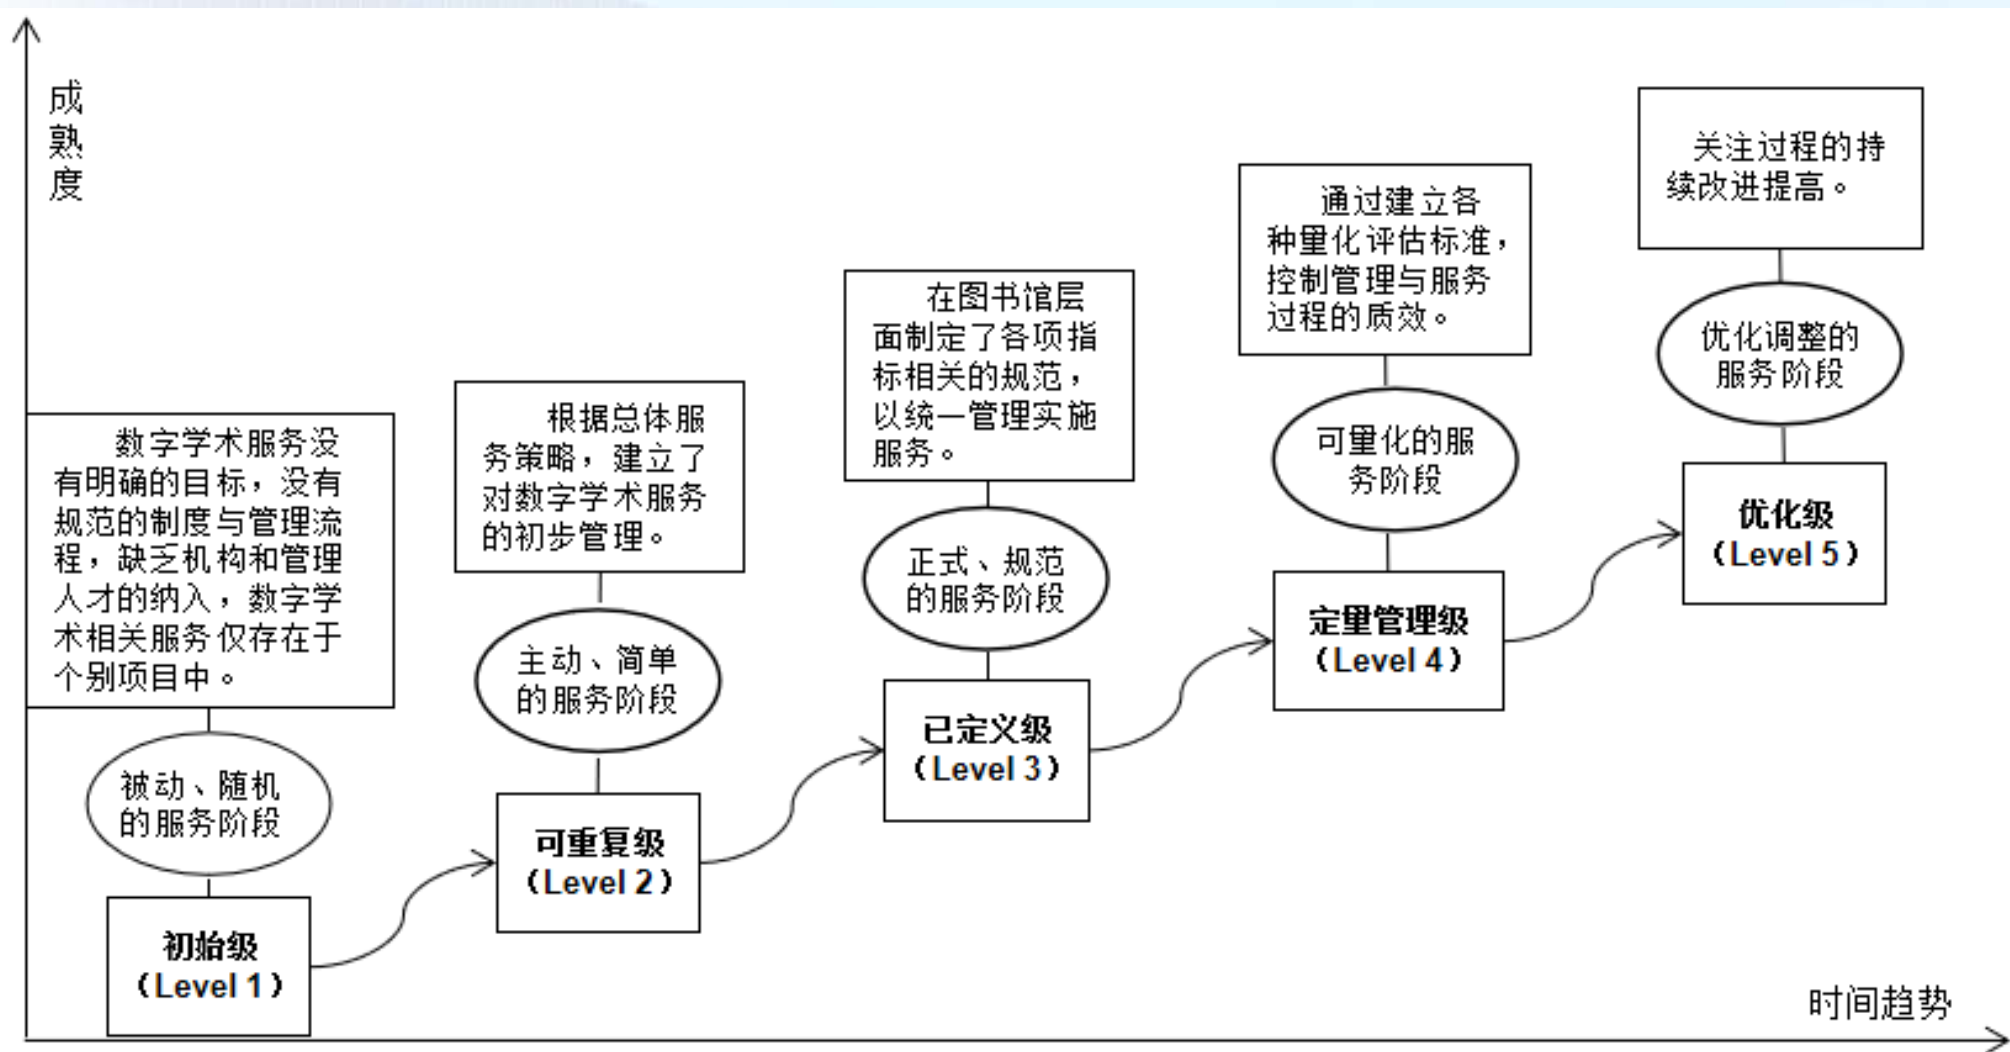 成
熟
度
数字学术服务没
有明确的目标，没有
规范的制度与管理流
程，缺乏机构和管理
人才的纳入，数字学
术相关服务仅存在于
个别项目中。
被动、随机
的服务阶段
初始级
（Level 1）
根据总体服
务策略，建立了
对数字学术服务
的初步管理。
主动、简单
的服务阶段
可重复级
（Level 2）
在图书馆层
面制定了各项指
标相关的规范，
以统一管理实施
服务。
正式、规范
的服务阶段
已定义级
（Level 3）
通过建立各
种量化评估标准，
控制管理与服务
过程的质效。
可量化的服
务阶段
定量管理级
（Level 4）
关注过程的持
续改进提高。
优化调整的
服务阶段
优化级
（Level 5）
时间趋势